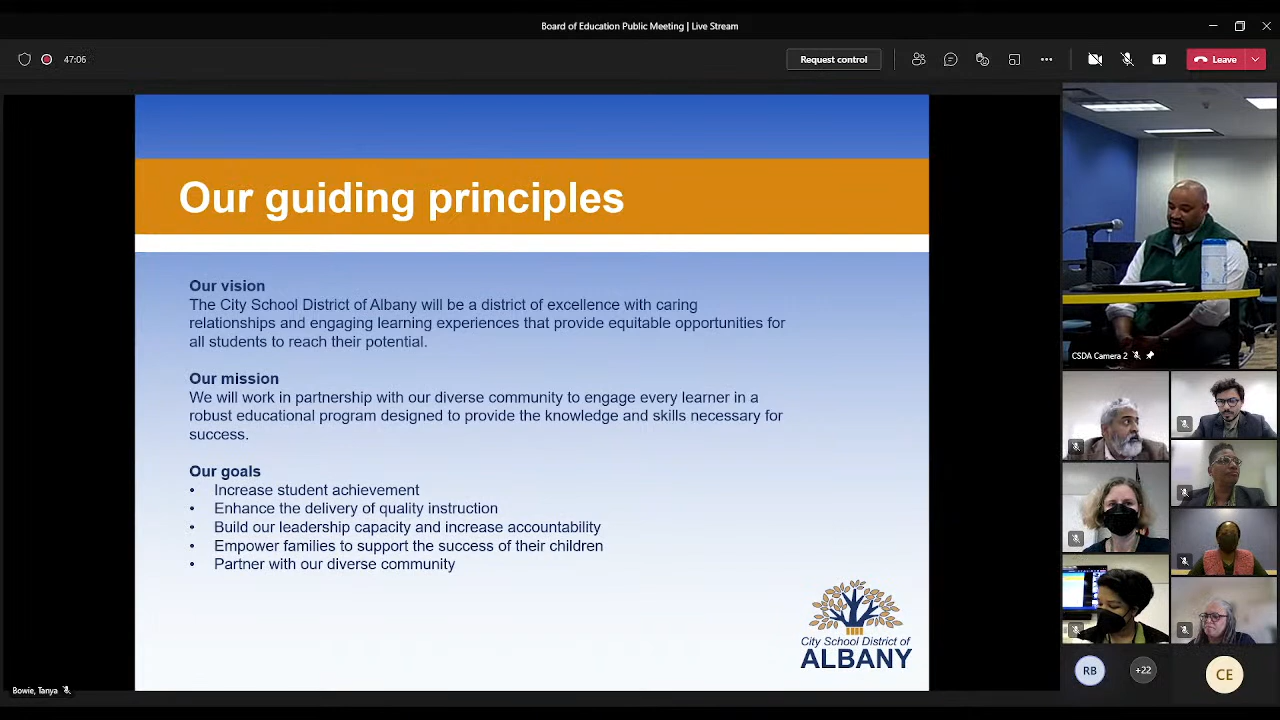 Board of Education Public Meeting | Live Stream
47:06
Request control
Leave
Our guiding principles
Our vision
The City School District of Albany will be a district of excellence with caring
relationships and engaging learning experiences that provide equitable opportunities for
all students to reach their potential.
Our mission
We will work in partnership with our diverse community to engage every learner in a
robust educational program designed to provide the knowledge and skills necessary for
success.
Our goals
• Increase student achievement
• Enhance the delivery of quality instruction
• Build our leadership capacity and increase accountability
• Empower families to support the success of their children
• Partner with our diverse community
City School District of
ALBANY
Bowie, Tanya
CSDA Camera 2
RB
+22
CE